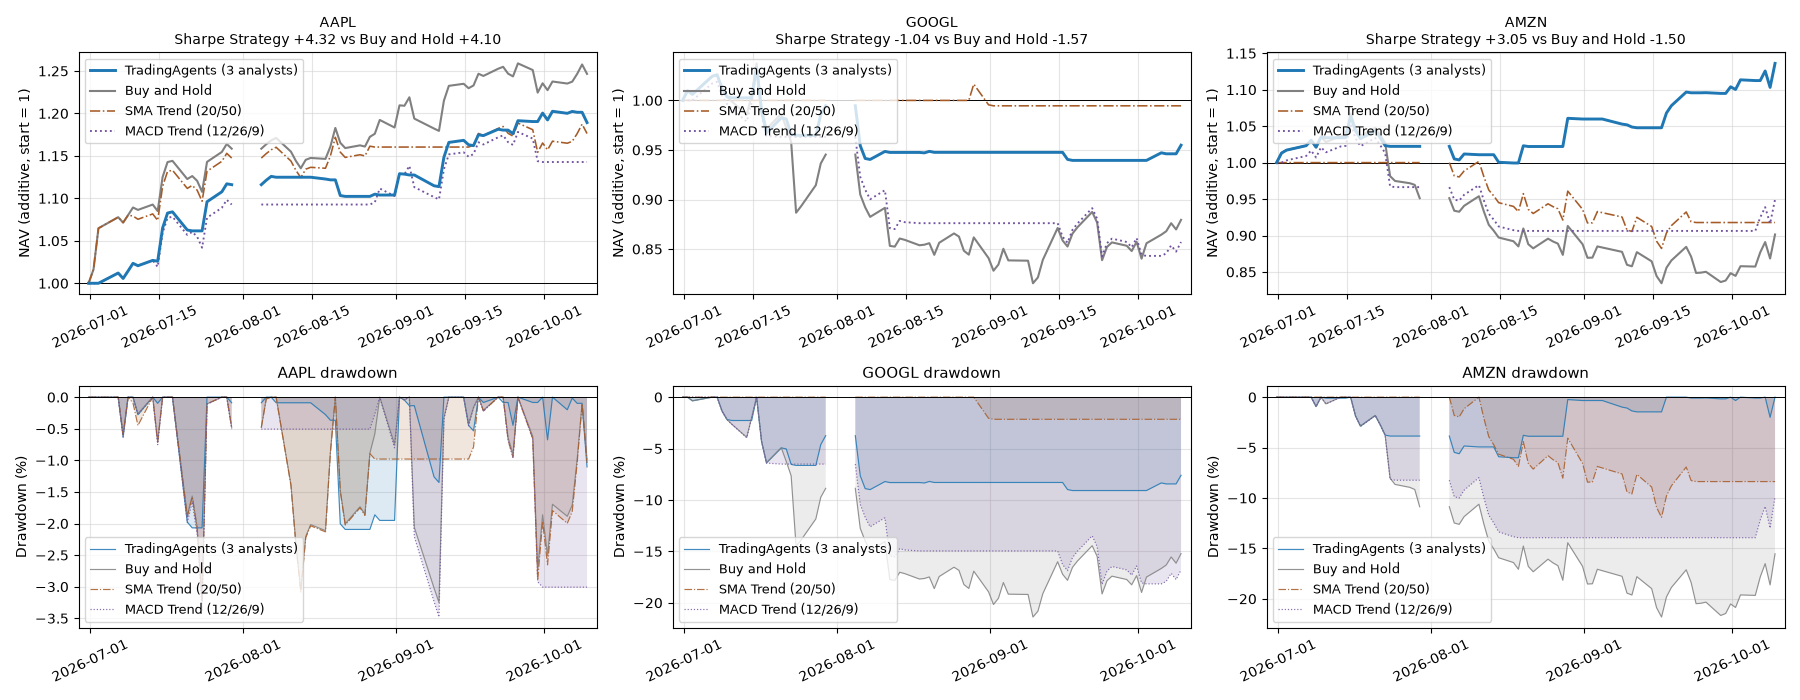 AAPL
Sharpe Strategy +4.32 vs Buy and Hold +4.10
NAV (additive, start = 1)
1.25
1.20
1.15
1.10
1.05
1.00
TradingAgents (3 analysts)
Buy and Hold
SMA Trend (20/50)
MACD Trend (12/26/9)
2026-07-01
2026-07-15
2026-08-01
2026-08-15
2026-09-01
2026-09-15
2026-10-01
GOOGL
Sharpe Strategy -1.04 vs Buy and Hold -1.57
NAV (additive, start = 1)
1.00
0.95
0.90
0.85
TradingAgents (3 analysts)
Buy and Hold
SMA Trend (20/50)
MACD Trend (12/26/9)
2026-07-01
2026-07-15
2026-08-01
2026-08-15
2026-09-01
2026-09-15
2026-10-01
AMZN
Sharpe Strategy +3.05 vs Buy and Hold -1.50
NAV (additive, start = 1)
1.15
1.10
1.05
1.00
0.95
0.90
0.85
TradingAgents (3 analysts)
Buy and Hold
SMA Trend (20/50)
MACD Trend (12/26/9)
2026-07-01
2026-07-15
2026-08-01
2026-08-15
2026-09-01
2026-09-15
2026-10-01
AAPL drawdown
Drawdown (%)
0.0
−0.5
−1.0
−1.5
−2.0
−2.5
−3.0
−3.5
TradingAgents (3 analysts)
Buy and Hold
SMA Trend (20/50)
MACD Trend (12/26/9)
2026-07-01
2026-08-01
2026-09-01
2026-10-01
GOOGL drawdown
Drawdown (%)
0
−5
−10
−15
−20
TradingAgents (3 analysts)
Buy and Hold
SMA Trend (20/50)
MACD Trend (12/26/9)
2026-07-01
2026-08-01
2026-09-01
2026-10-01
AMZN drawdown
Drawdown (%)
0
−5
−10
−15
−20
TradingAgents (3 analysts)
Buy and Hold
SMA Trend (20/50)
MACD Trend (12/26/9)
2026-07-01
2026-08-01
2026-09-01
2026-10-01